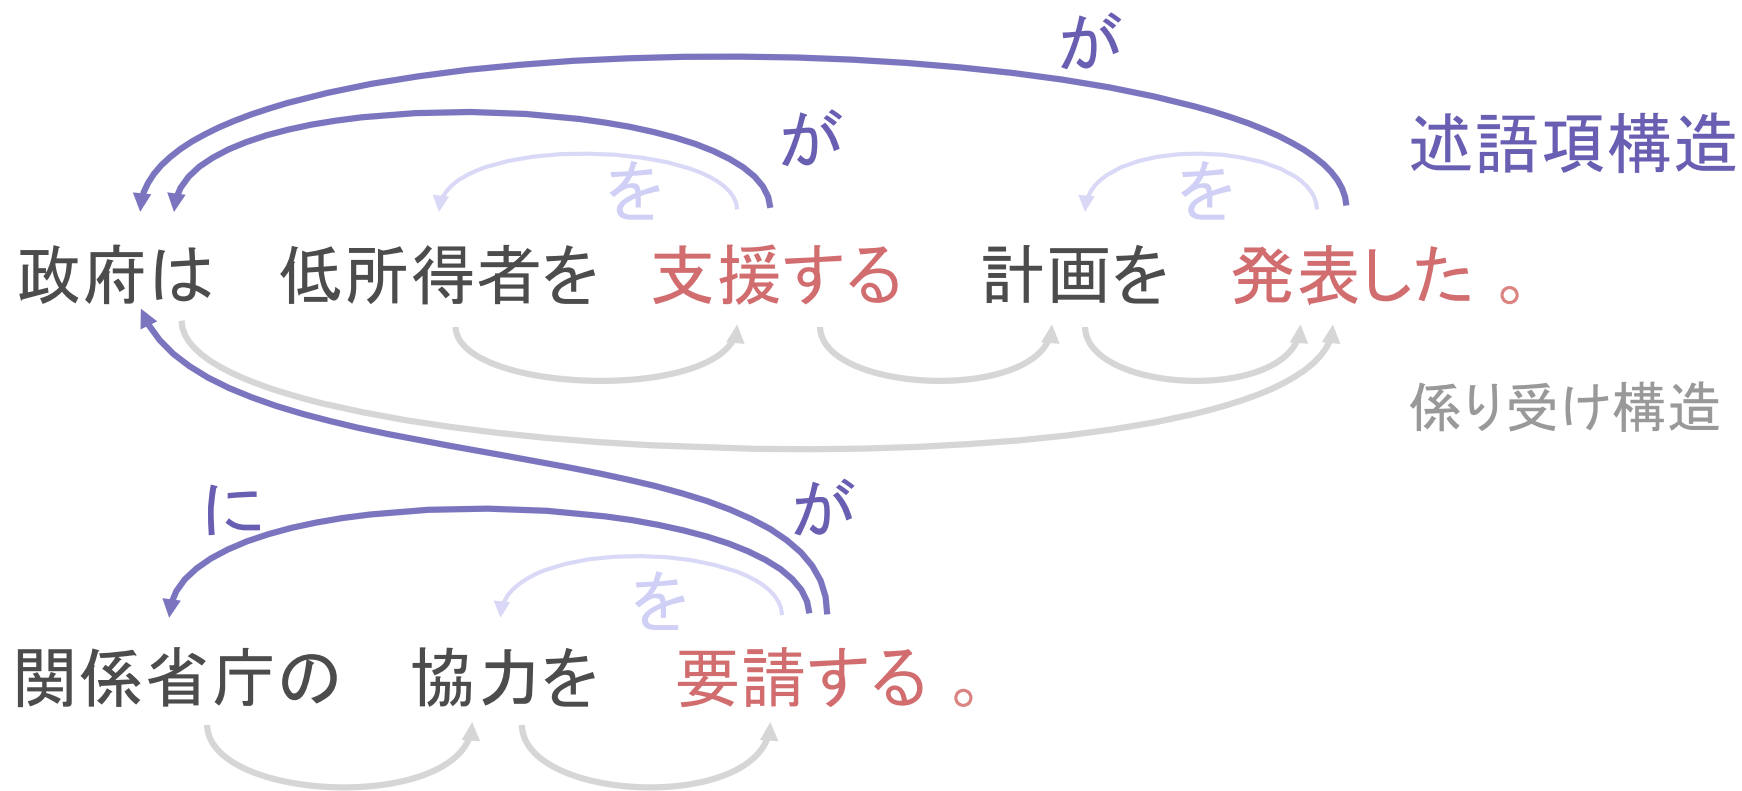 が
が
述語項構造
を
を
政府は 低所得者を 支援する 計画を 発表した 。
係り受け構造
に
が
を
関係省庁の 協力を 要請する 。